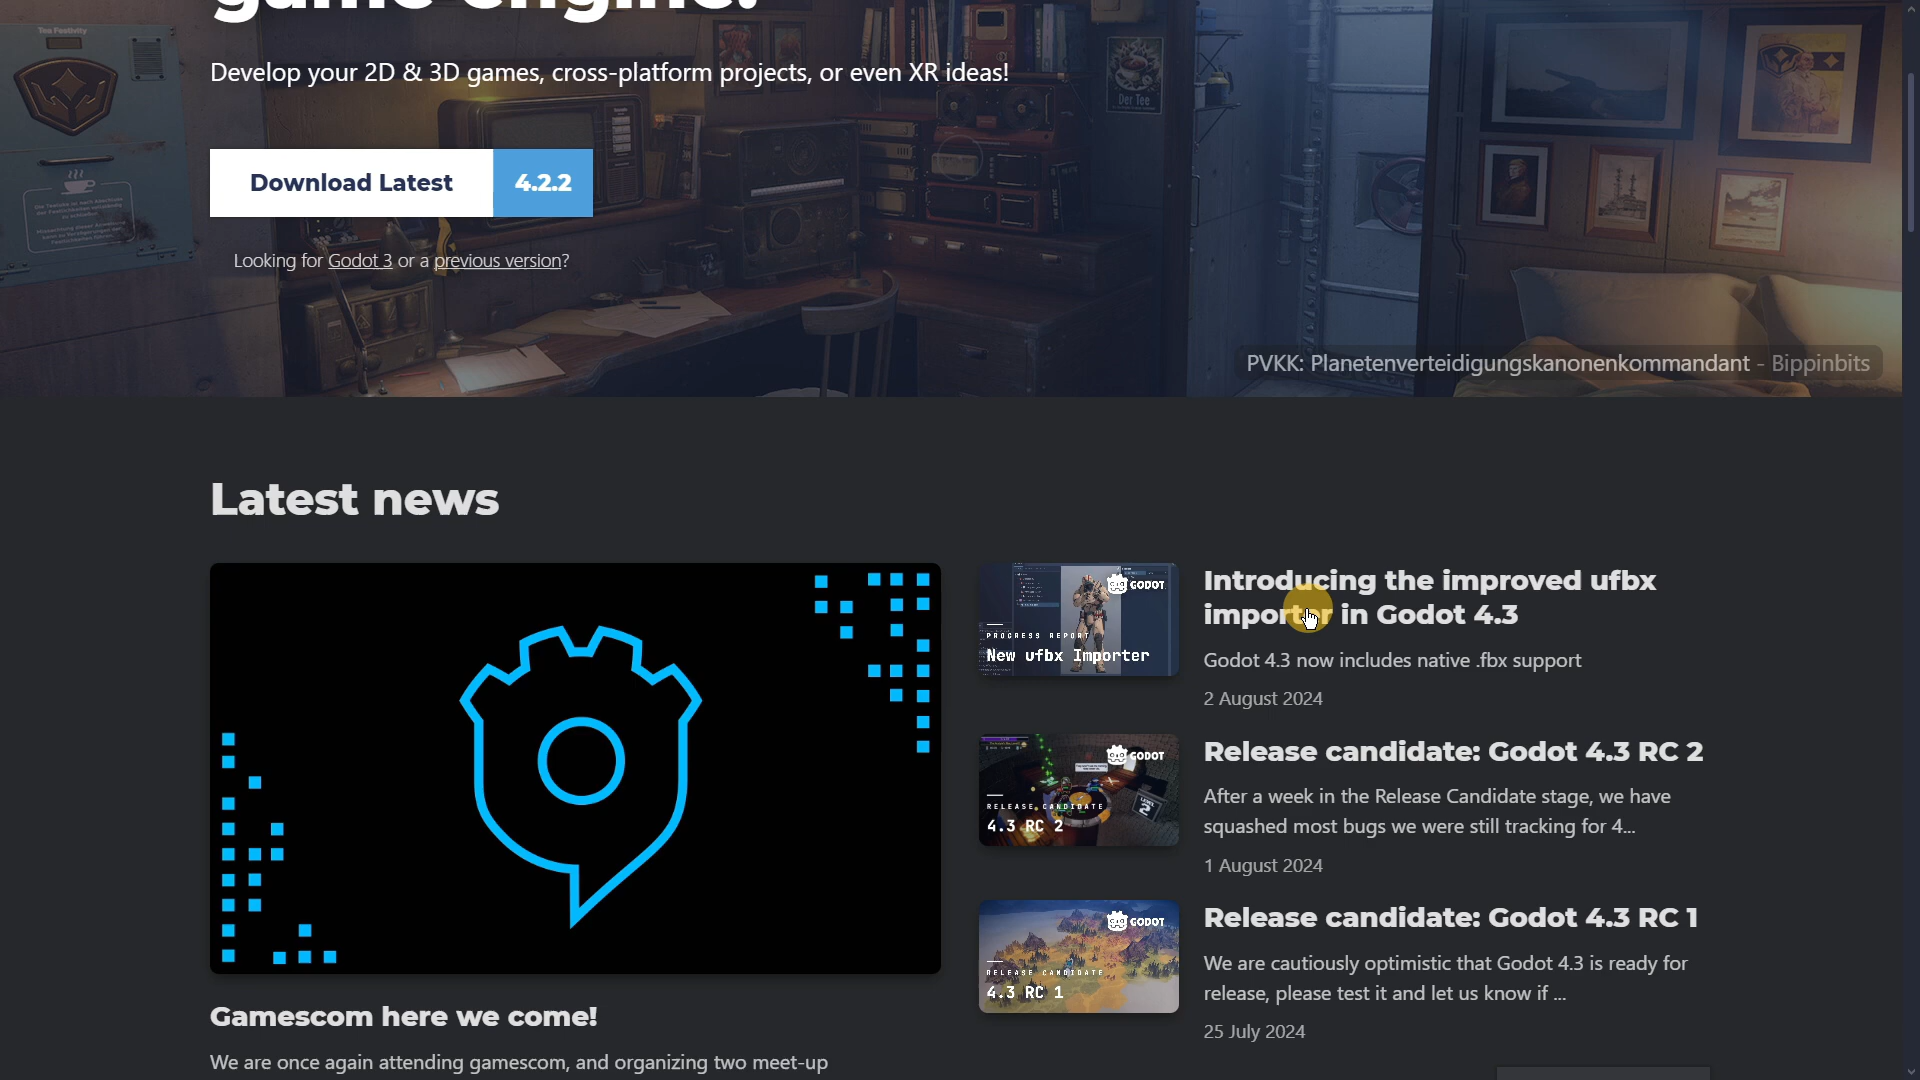 game engine.
Tea Festivity
Develop your 2D & 3D games, cross-platform projects, or even XR ideas!
Der Tee
Download Latest 4.2.2
Looking for Godot 3 or a previous version?
PVKK: Planetenverteidigungskanonenkommandant - Bippinbits
Latest news
GODOT
PROGRESS REPORT
New ufbx Importer
Introducing the improved ufbx
importer in Godot 4.3
Godot 4.3 now includes native .fbx support
2 August 2024
GODOT
RELEASE CANDIDATE
4.3 RC 2
Release candidate: Godot 4.3 RC 2
After a week in the Release Candidate stage, we have
squashed most bugs we were still tracking for 4...
1 August 2024
GODOT
RELEASE CANDIDATE
4.3 RC 1
Release candidate: Godot 4.3 RC 1
We are cautiously optimistic that Godot 4.3 is ready for
release, please test it and let us know if ...
25 July 2024
Gamescom here we come!
We are once again attending gamescom, and organizing two meet-up